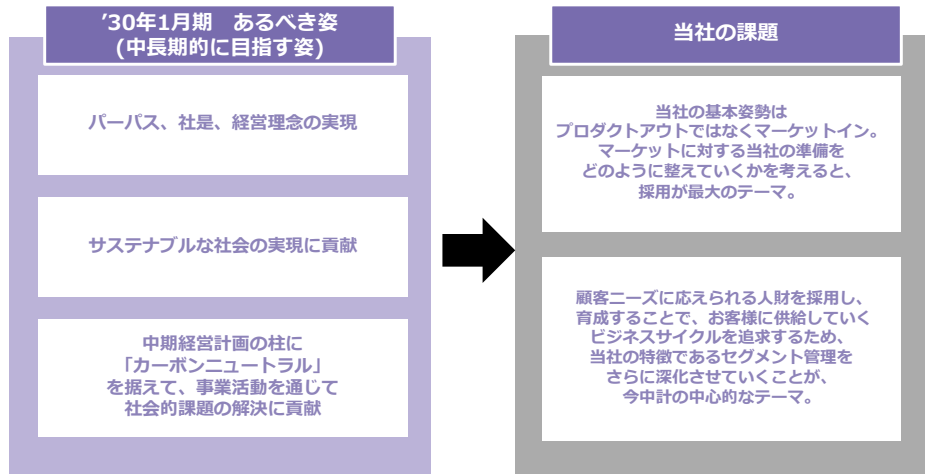 ’30年1月期　あるべき姿
(中長期的に目指す姿)
パーパス、社是、経営理念の実現
サステナブルな社会の実現に貢献
中期経営計画の柱に
「カーボンニュートラル」
を据えて、事業活動を通じて
社会的課題の解決に貢献
当社の課題
当社の基本姿勢は
プロダクトアウトではなくマーケットイン。
マーケットに対する当社の準備を
どのように整えていくかを考えると、
採用が最大のテーマ。
顧客ニーズに応えられる人財を採用し、
育成することで、お客様に供給していく
ビジネスサイクルを追求するため、
当社の特徴であるセグメント管理を
さらに深化させていくことが、
今中計の中心的なテーマ。